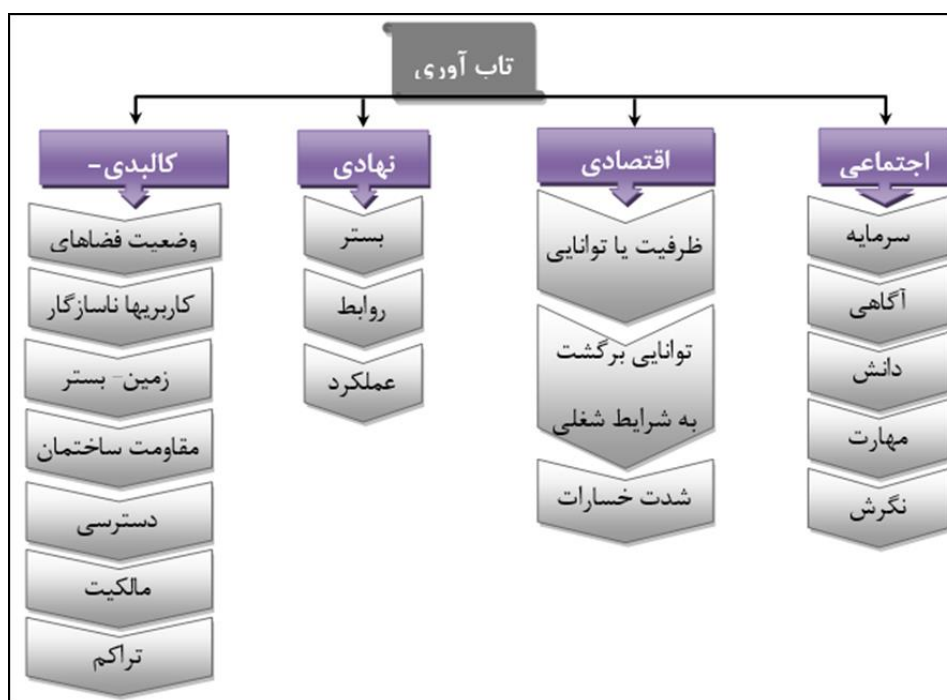 تاب آوری
اجتماعی
سرمایه
آگاهی
دانش
مهارت
نگرش
اقتصادی
ظرفیت یا توانایی
توانایی برگشت
به شرایط شغلی
شدت خسارات
نهادی
بستر
روابط
عملکرد
کالبدی-
وضعیت فضاهای
کاربریها ناسازگار
زمین- بستر
مقاومت ساختمان
دسترسی
مالکیت
تراکم